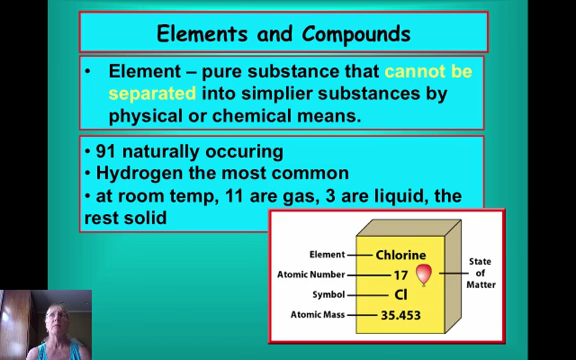 Elements and Compounds
• Element – pure substance that cannot be
separated into simplier substances by
physical or chemical means.
• 91 naturally occuring
• Hydrogen the most common
• at room temp, 11 are gas, 3 are liquid, the
rest solid
Element
Chlorine
Atomic Number
17
Symbol
Cl
Atomic Mass
35.453
State
of
Matter